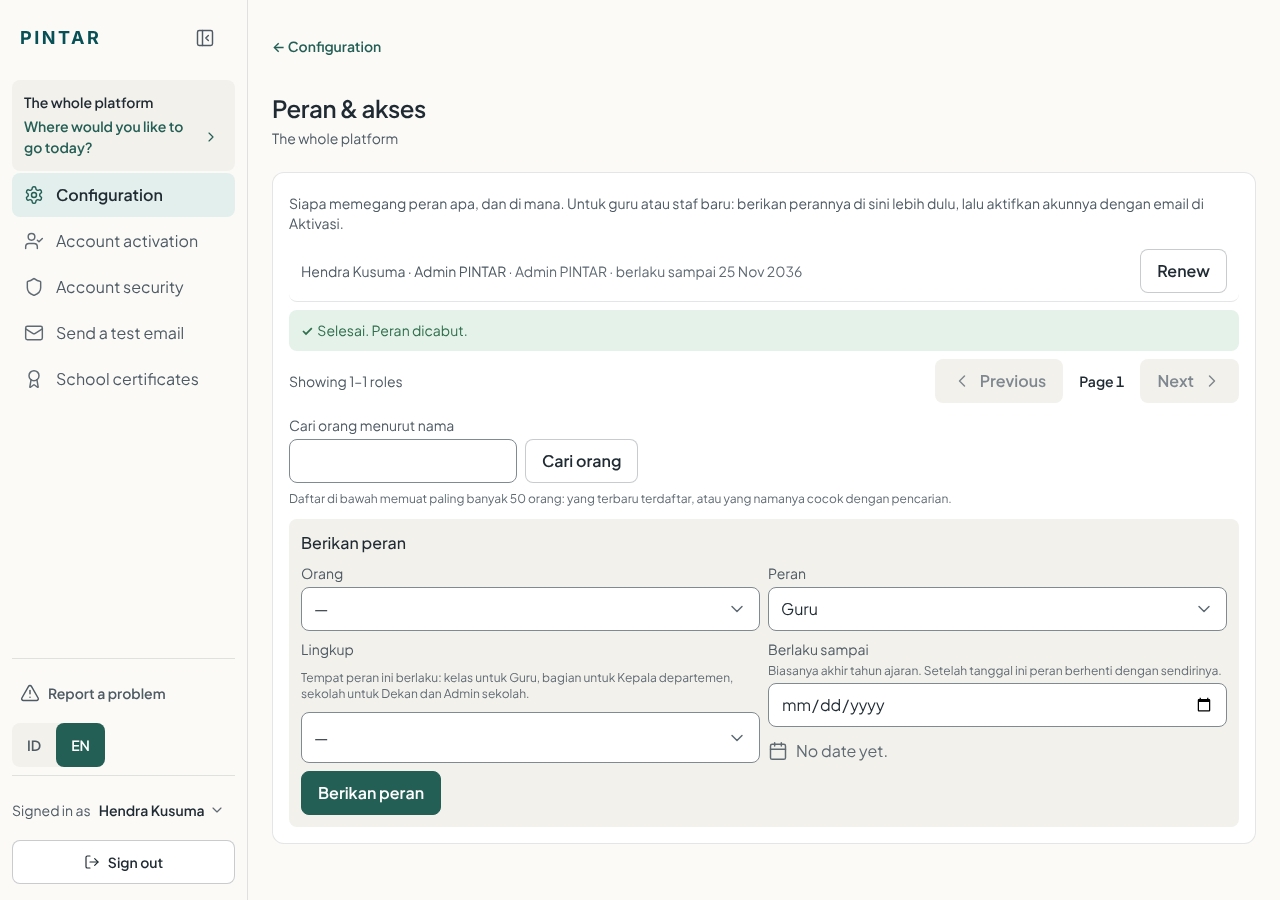 PINTAR
The whole platform
Where would you like to
go today?
Configuration
Account activation
Account security
Send a test email
School certificates
Report a problem
ID
EN
Signed in as Hendra Kusuma
Sign out
← Configuration
Peran & akses
The whole platform
Siapa memegang peran apa, dan di mana. Untuk guru atau staf baru: berikan perannya di sini lebih dulu, lalu aktifkan akunnya dengan email di
Aktivasi.
Hendra Kusuma · Admin PINTAR · Admin PINTAR · berlaku sampai 25 Nov 2036
Renew
✓ Selesai. Peran dicabut.
Showing 1–1 roles
Previous
Page 1
Next
Cari orang menurut nama
Cari orang
Daftar di bawah memuat paling banyak 50 orang: yang terbaru terdaftar, atau yang namanya cocok dengan pencarian.
Berikan peran
Orang
—
Peran
Guru
Lingkup
Tempat peran ini berlaku: kelas untuk Guru, bagian untuk Kepala departemen,
sekolah untuk Dekan dan Admin sekolah.
—
Berlaku sampai
Biasanya akhir tahun ajaran. Setelah tanggal ini peran berhenti dengan sendirinya.
mm/dd/yyyy
No date yet.
Berikan peran